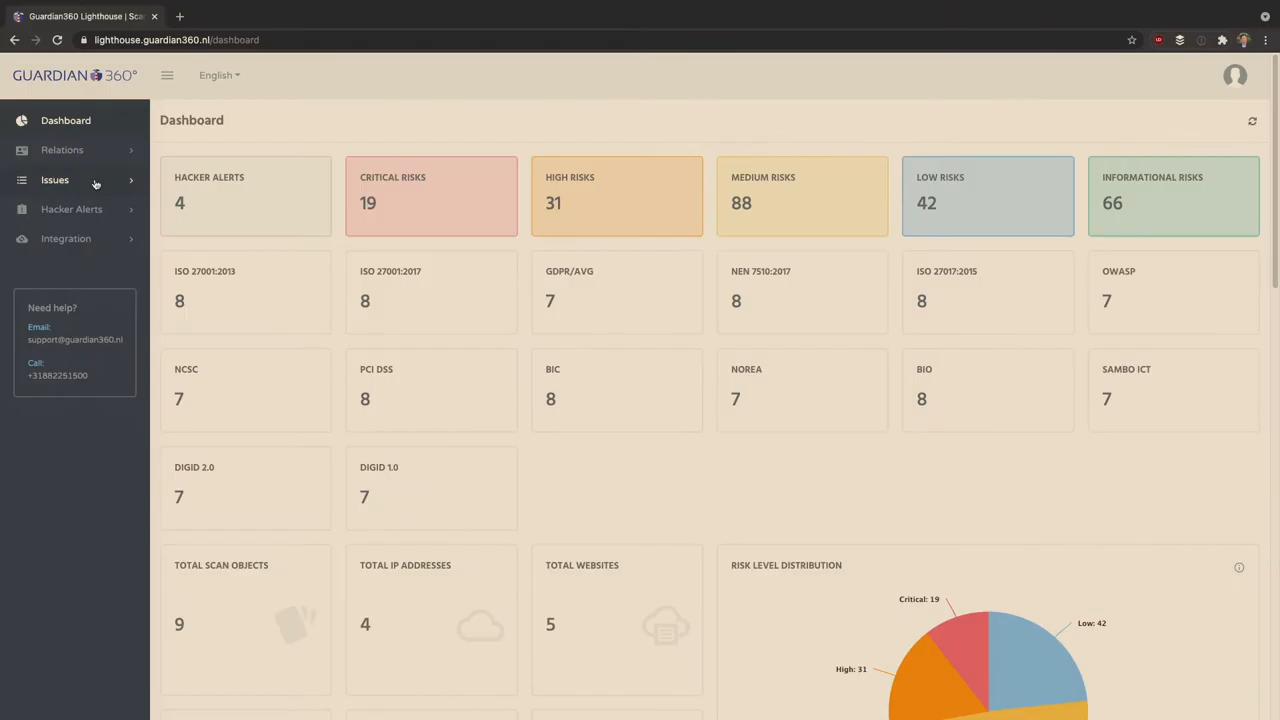 Guardian360 Lighthouse | Sca
lighthouse.guardian360.nl/dashboard
GUARDIAN 360°
English
Dashboard
Relations
Issues
Hacker Alerts
Integration
Need help?
Email:
support@guardian360.nl
Call:
+31882251500
Dashboard
HACKER ALERTS
4
CRITICAL RISKS
19
HIGH RISKS
31
MEDIUM RISKS
88
LOW RISKS
42
INFORMATIONAL RISKS
66
ISO 27001:2013
8
ISO 27001:2017
8
GDPR/AVG
7
NEN 7510:2017
8
ISO 27017:2015
8
OWASP
7
NCSC
7
PCI DSS
8
BIC
8
NOREA
7
BIO
8
SAMBO ICT
7
DIGID 2.0
7
DIGID 1.0
7
TOTAL SCAN OBJECTS
9
TOTAL IP ADDRESSES
4
TOTAL WEBSITES
5
RISK LEVEL DISTRIBUTION
Critical: 19
Low: 42
High: 31